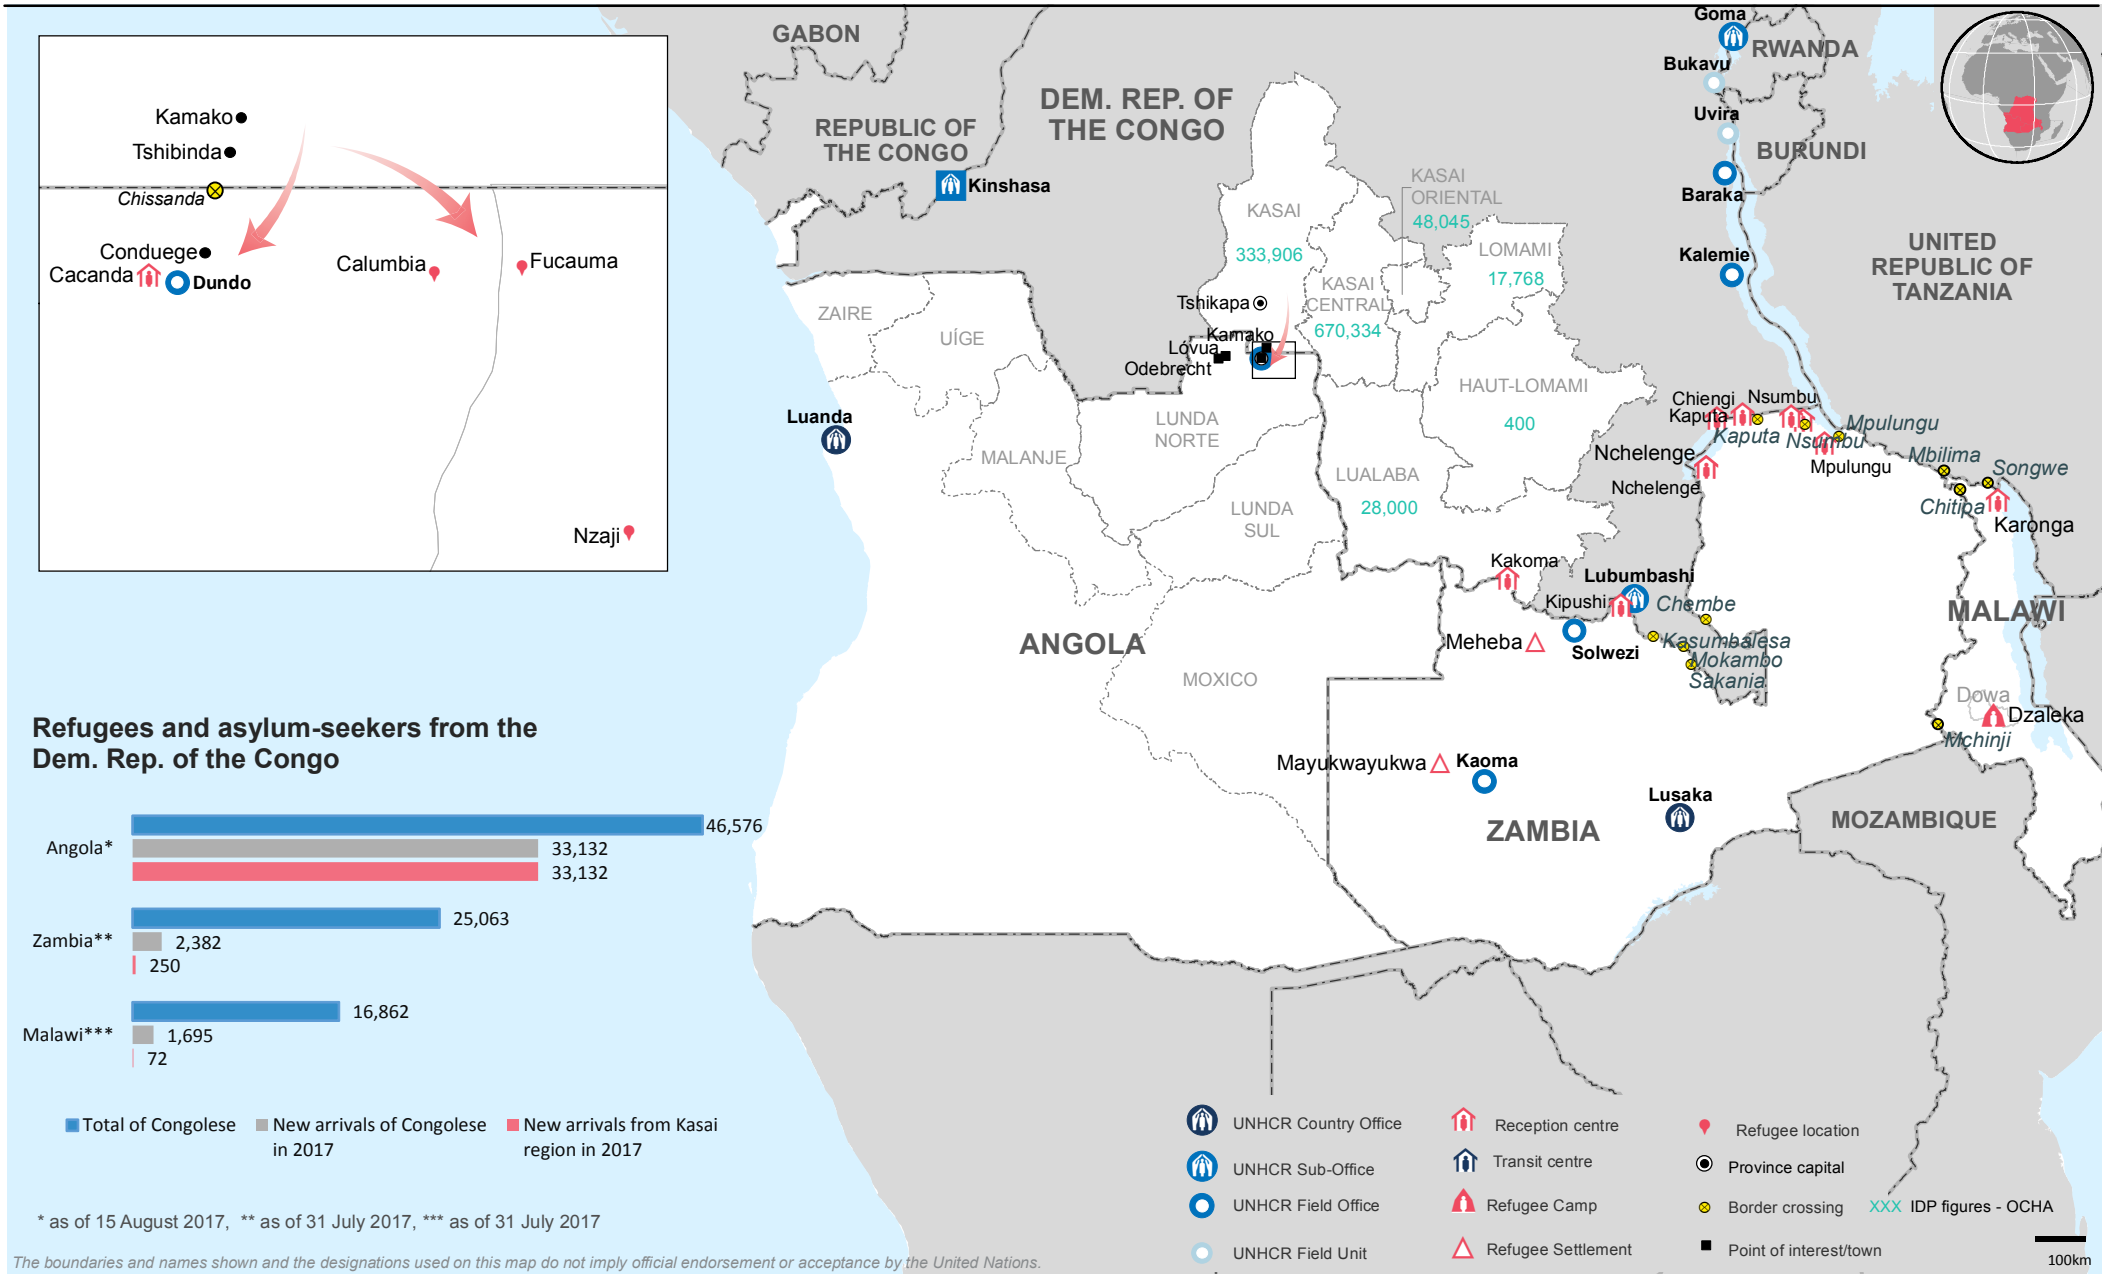 Kamako
Tshibinda
Chissanda
Conduege
Cacanda
Dundo
Calumbia
Fucauma
Nzaji
GABON
REPUBLIC OF
THE CONGO
DEM. REP. OF
THE CONGO
Kinshasa
Goma
RWANDA
Bukavu
Uvira
BURUNDI
Baraka
Kalemie
UNITED
REPUBLIC OF
TANZANIA
KASAI
333,906
KASAI
ORIENTAL
48,045
LOMAMI
17,768
KASAI
CENTRAL
670,334
Tshikapa
Kamako
Lóvua
Odebrecht
ZAIRE
UÍGE
Luanda
MALANJE
LUNDA
NORTE
LUNDA
SUL
HAUT-LOMAMI
400
LUALABA
28,000
Chiengi
Nsumbu
Kaputa
Kaputa
Nsumbu
Mpulungu
Mpulungu
Nchelenge
Nchelenge
Mbilima
Songwe
Chitipa
Karonga
Kakoma
Lubumbashi
Kipushi
Chembe
Meheba
Solwezi
Kasumbalesa
Mokambo
Sakania
MALAWI
Dowa
Dzaleka
Mchinji
ANGOLA
MOXICO
Mayukwayukwa
Kaoma
Lusaka
ZAMBIA
MOZAMBIQUE
Refugees and asylum-seekers from the
Dem. Rep. of the Congo
Angola*
46,576
33,132
33,132
Zambia**
25,063
2,382
250
Malawi***
16,862
1,695
72
Total of Congolese
New arrivals of Congolese
in 2017
New arrivals from Kasai
region in 2017
* as of 15 August 2017, ** as of 31 July 2017, *** as of 31 July 2017
The boundaries and names shown and the designations used on this map do not imply official endorsement or acceptance by the United Nations.
UNHCR Country Office
UNHCR Sub-Office
UNHCR Field Office
UNHCR Field Unit
Reception centre
Transit centre
Refugee Camp
Refugee Settlement
Refugee location
Province capital
Border crossing
Point of interest/town
XXX IDP figures - OCHA
100km